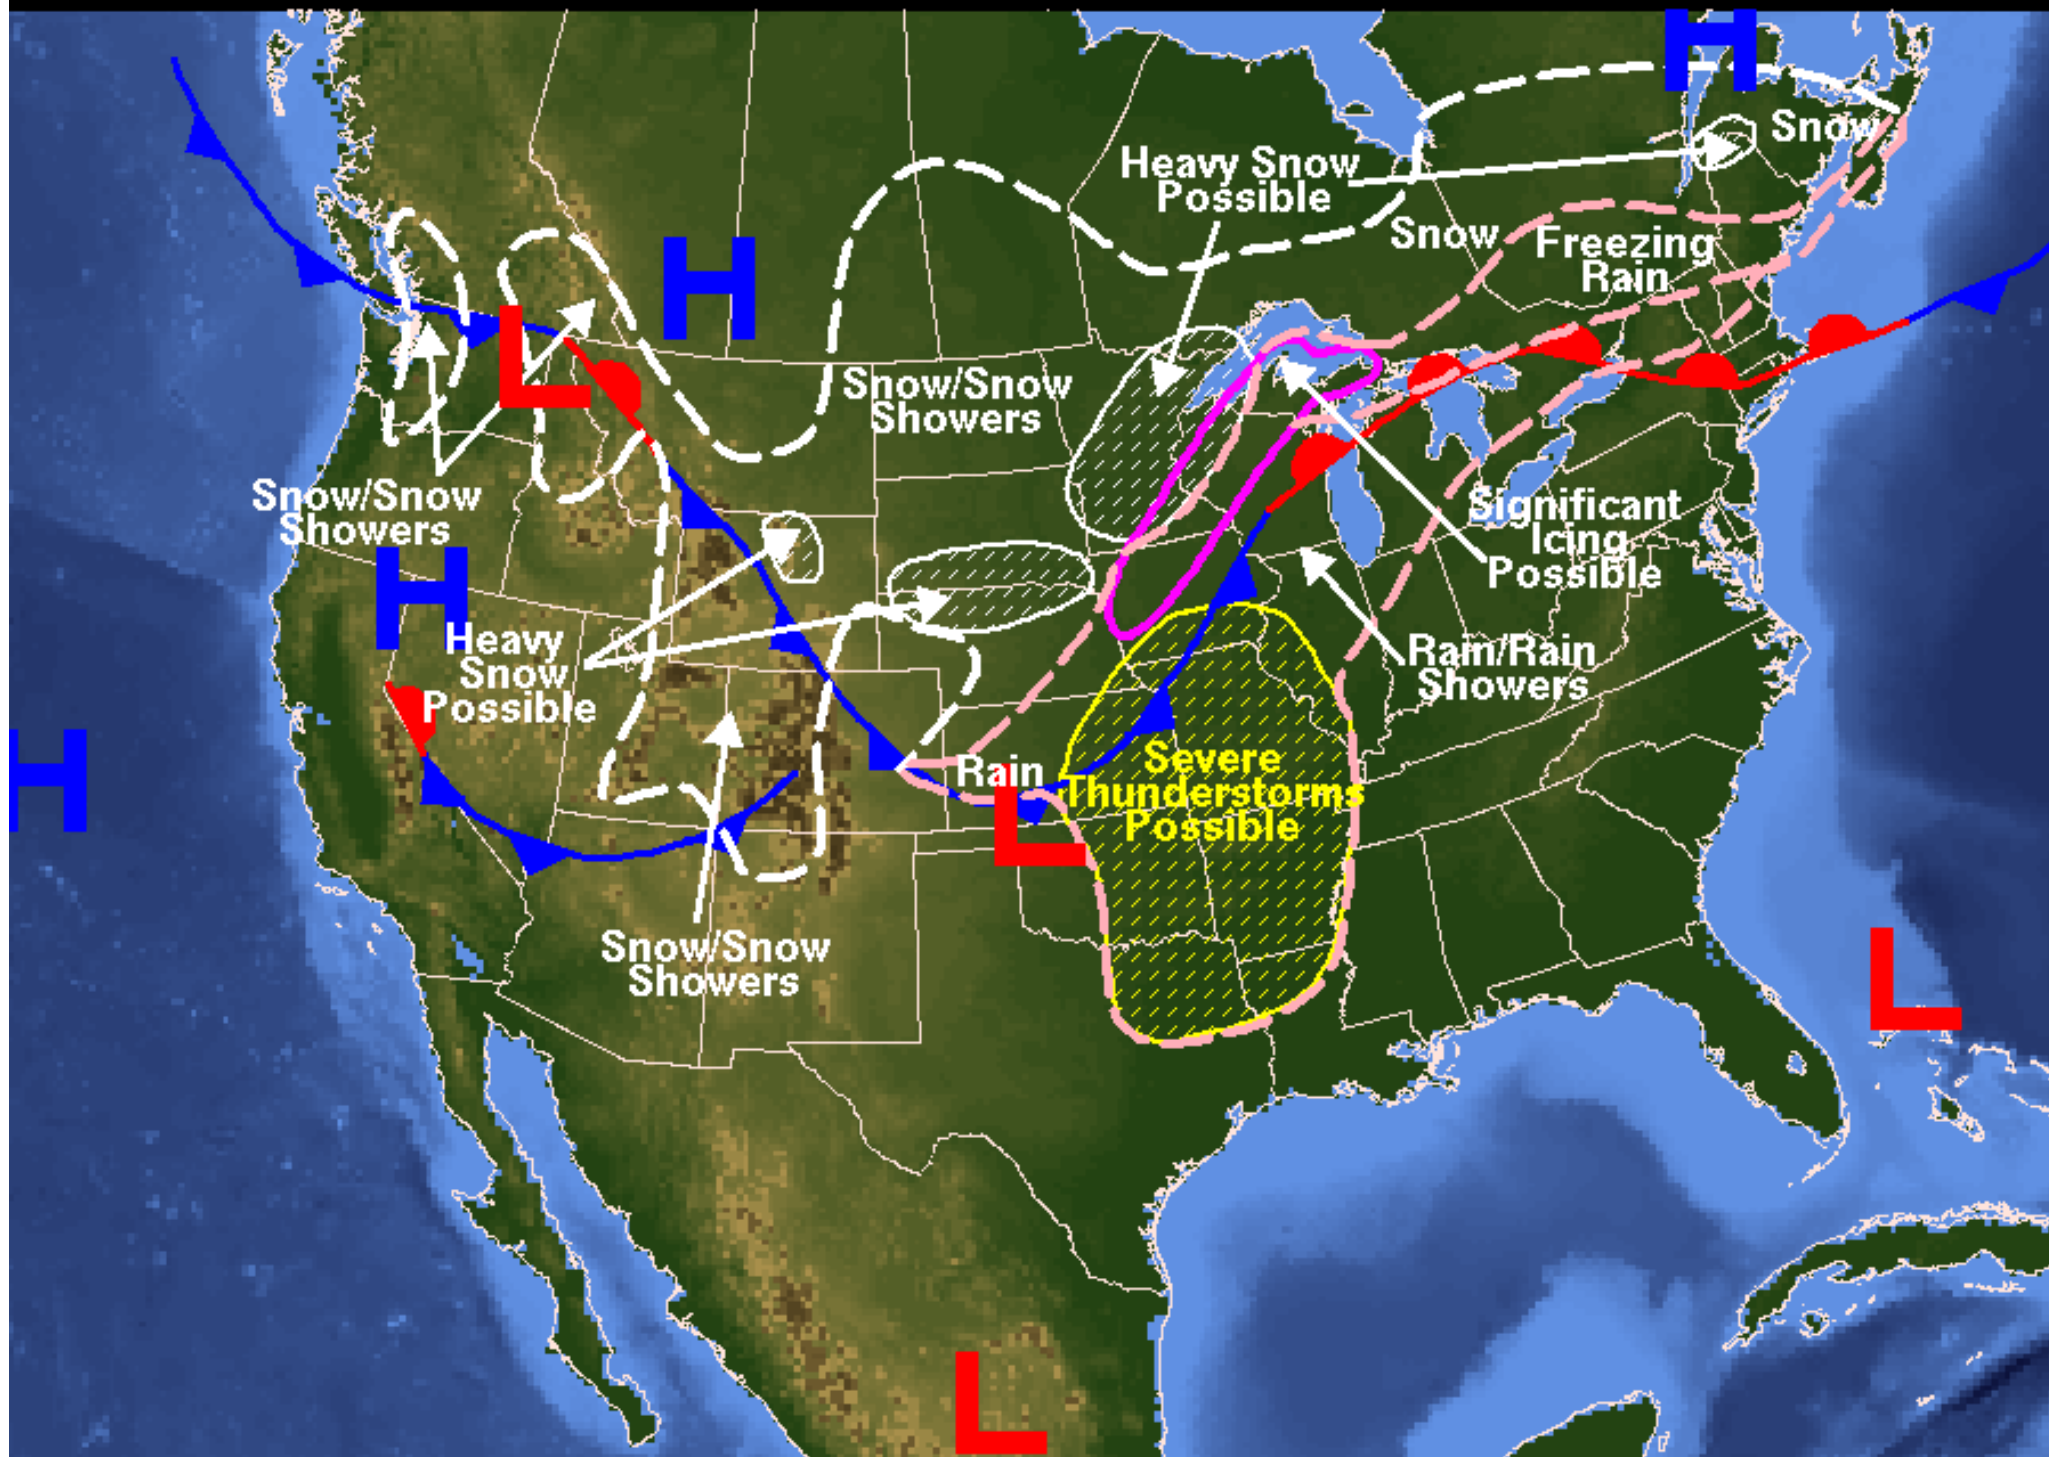 H
Snow
Heavy Snow
Possible
Snow
Freezing
Rain
H
L
Snow/Snow
Showers
Snow/Snow
Showers
Significant
Icing
Possible
H
Heavy
Snow
Possible
Rain/Rain
Showers
H
Rain
L
Severe
Thunderstorms
Possible
Snow/Snow
Showers
L
L